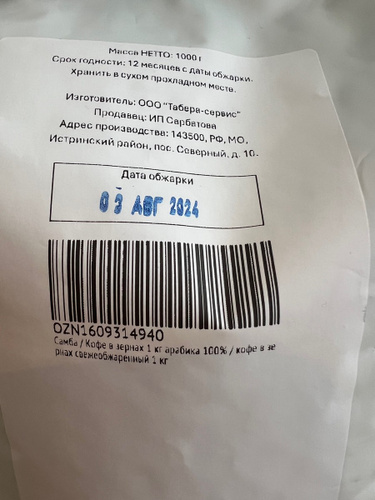 Масса НЕТТО: 1000 г
Срок годности: 12 месяцев с даты обжарки.
Хранить в сухом прохладном месте.
Изготовитель: ООО "Табера-сервис"
Продавец: ИП Сарбатова
Адрес производства: 143500, РФ, МО,
Истринский район, пос. Северный, д. 10.
Дата обжарки
03 АВГ 2024
OZN1609314940
Самба / Кофе в зернах 1 кг арабика 100% / кофе в зе
рнах свежеобжаренный 1 кг